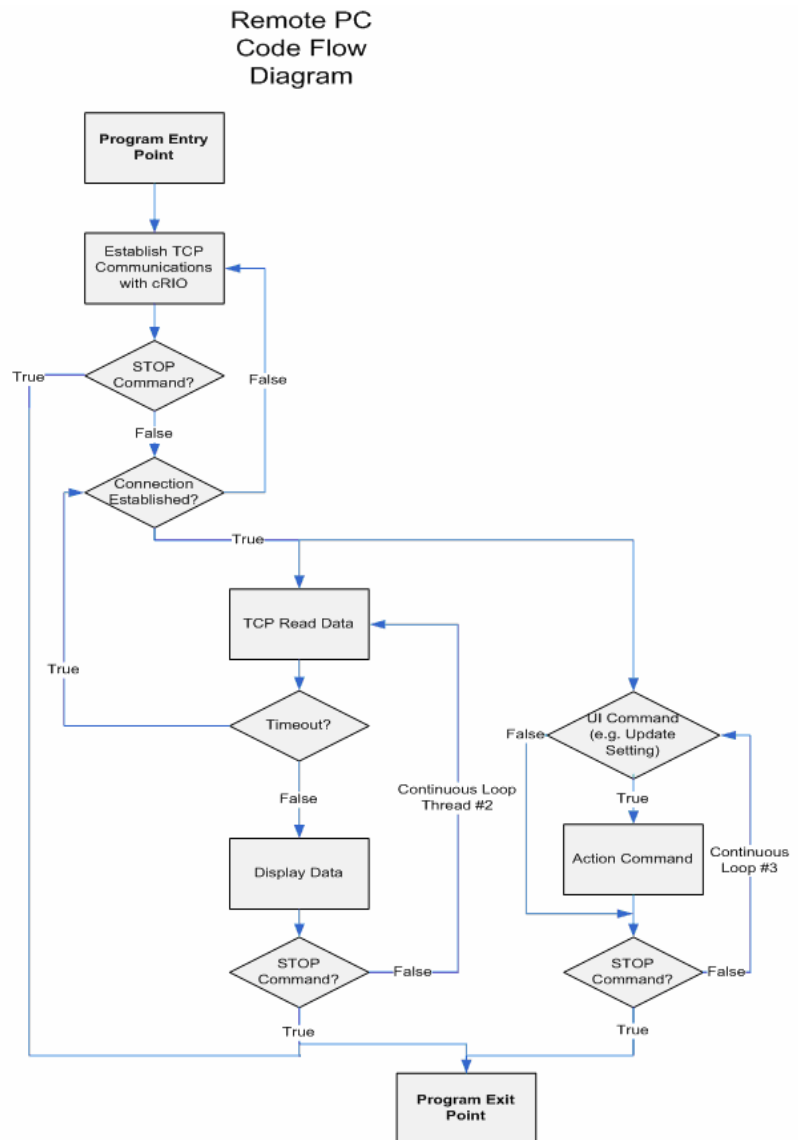 Remote PC
Code Flow
Diagram
Program Entry
Point
Establish TCP
Communications
with cRIO
STOP
Command?
True
False
False
Connection
Established?
True
TCP Read Data
True
Timeout?
UI Command
(e.g. Update
Setting)
False
False
Continuous Loop
Thread #2
True
Display Data
Action Command
Continuous
Loop #3
STOP
Command?
False
STOP
Command?
False
True
True
Program Exit
Point